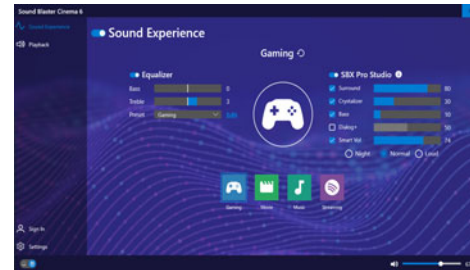 Sound Blaster Cinema 6
Sound Experience
Playback
Sign In
Settings
Sound Experience
Gaming
Equalizer
Bass 0
Treble 3
Preset Gaming
SBX Pro Studio
Surround 80
Crystalizer 30
Bass 50
Dialog+ 50
Smart Vol 74
Night Normal Loud
Gaming Movie Music Streaming